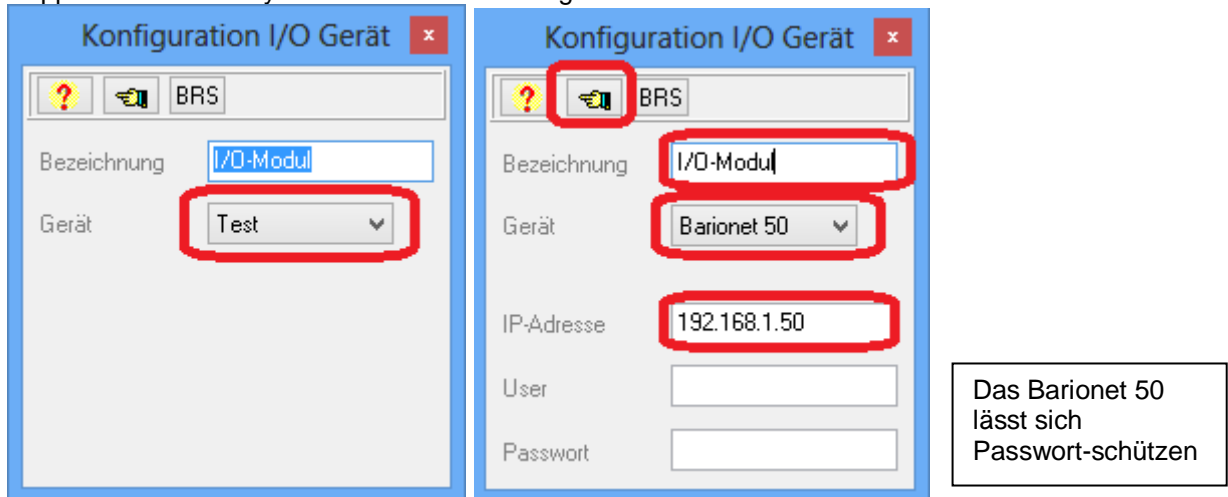 Konfiguration I/O Gerät x
? BRS
Bezeichnung I/O-Modul
Gerät Test
Konfiguration I/O Gerät x
? BRS
Bezeichnung I/O-Modul
Gerät Barionet 50
IP-Adresse 192.168.1.50
User
Passwort
Das Barionet 50
lässt sich
Passwort-schützen